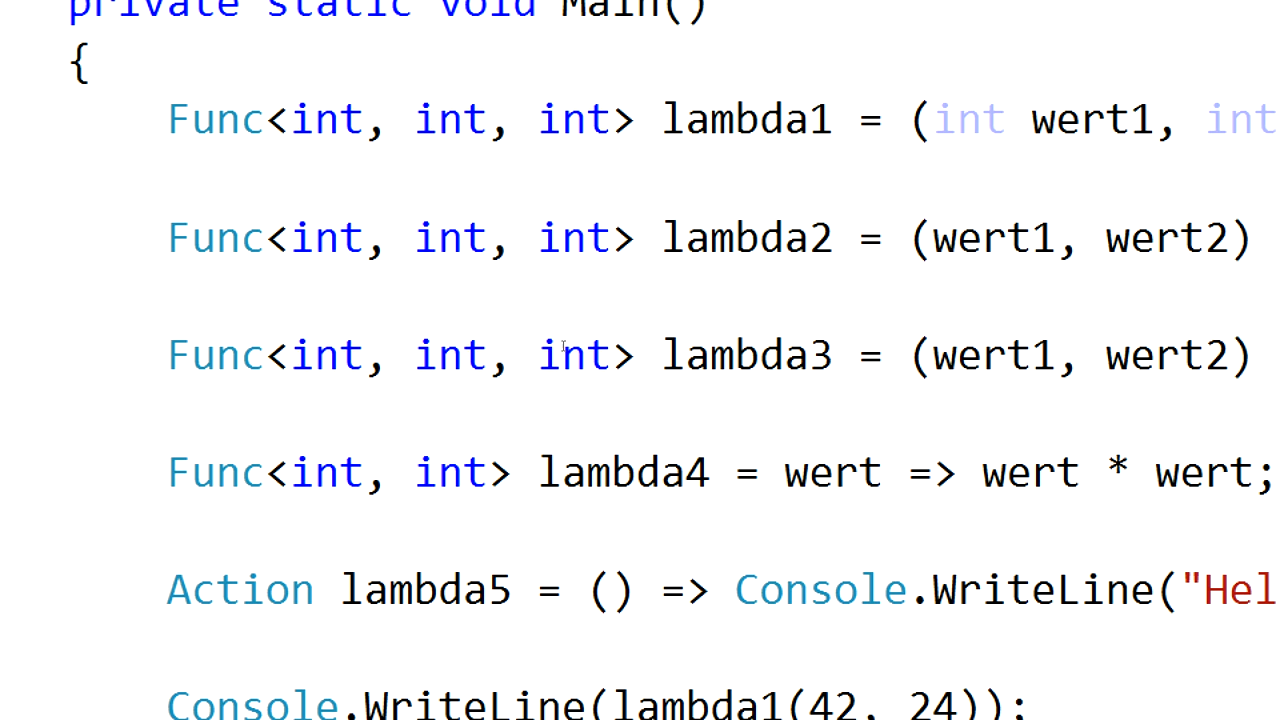 private static void Main()
{
Func<int, int, int> lambda1 = (int wert1, int
Func<int, int, int> lambda2 = (wert1, wert2)
Func<int, int, int> lambda3 = (wert1, wert2)
Func<int, int> lambda4 = wert => wert * wert;
Action lambda5 = () => Console.WriteLine("Hel
Console.WriteLine(lambda1(42, 24));